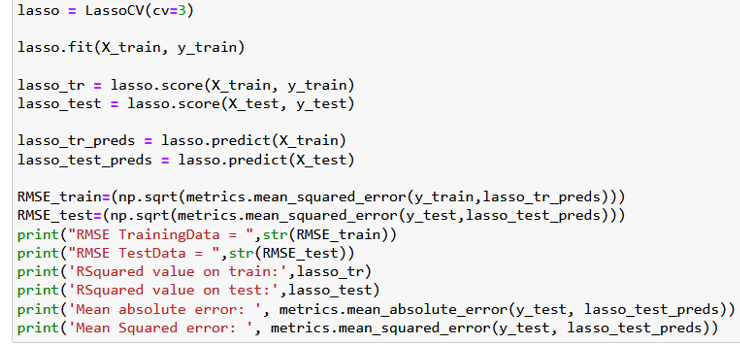 lasso = LassoCV(cv=3)
lasso.fit(X_train, y_train)
lasso_tr = lasso.score(X_train, y_train)
lasso_test = lasso.score(X_test, y_test)
lasso_tr_preds = lasso.predict(X_train)
lasso_test_preds = lasso.predict(X_test)
RMSE_train=(np.sqrt(metrics.mean_squared_error(y_train,lasso_tr_preds)))
RMSE_test=(np.sqrt(metrics.mean_squared_error(y_test,lasso_test_preds)))
print("RMSE TrainingData = ",str(RMSE_train))
print("RMSE TestData = ",str(RMSE_test))
print('RSquared value on train:',lasso_tr)
print('RSquared value on test:',lasso_test)
print('Mean absolute error: ', metrics.mean_absolute_error(y_test, lasso_test_preds))
print('Mean Squared error: ', metrics.mean_squared_error(y_test, lasso_test_preds))